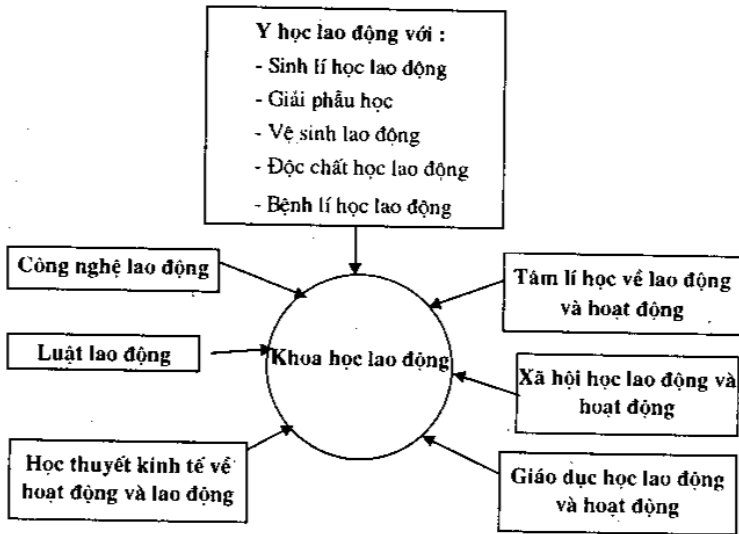 Y học lao động với :
- Sinh lí học lao động
- Giải phẫu học
- Vệ sinh lao động
- Độc chất học lao động
- Bệnh lí học lao động
Công nghệ lao động
Tâm lí học về lao động
và hoạt động
Luật lao động
Khoa học lao động
Xã hội học lao động và
hoạt động
Học thuyết kinh tế về
hoạt động và lao động
Giáo dục học lao động
và hoạt động